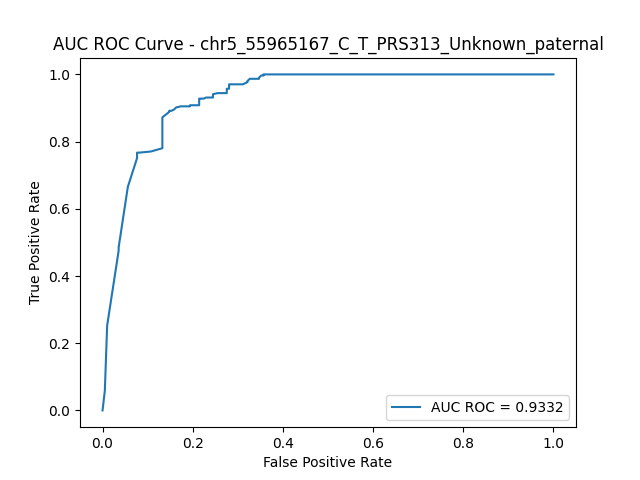 AUC ROC Curve - chr5_55965167_C_T_PRS313_Unknown_paternal
1.0
0.8
0.6
0.4
0.2
0.0
True Positive Rate
AUC ROC = 0.9332
0.0 0.2 0.4 0.6 0.8 1.0
False Positive Rate